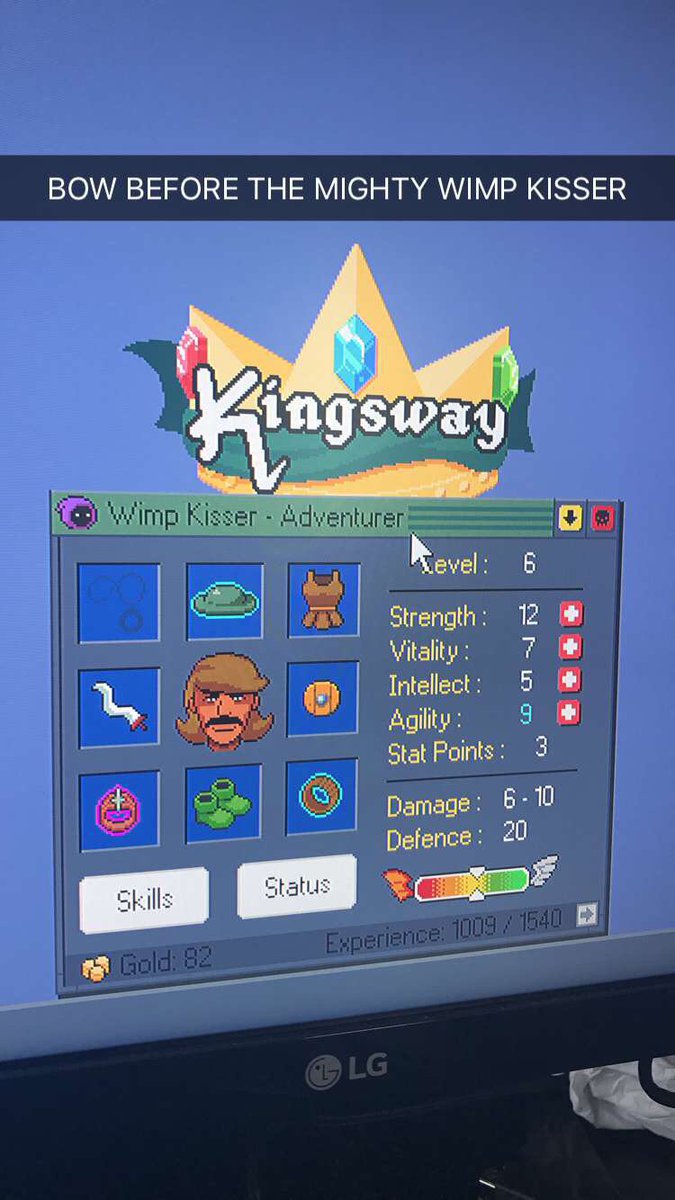 BOW BEFORE THE MIGHTY WIMP KISSER
Kingsway
Wimp Kisser - Adventurer
Level : 6
Strength : 12
Vitality : 7
Intellect : 5
Agility : 9
Stat Points : 3
Damage : 6 - 10
Defence : 20
Skills
Status
Gold: 82
Experience: 1009 / 1540
LG
LG